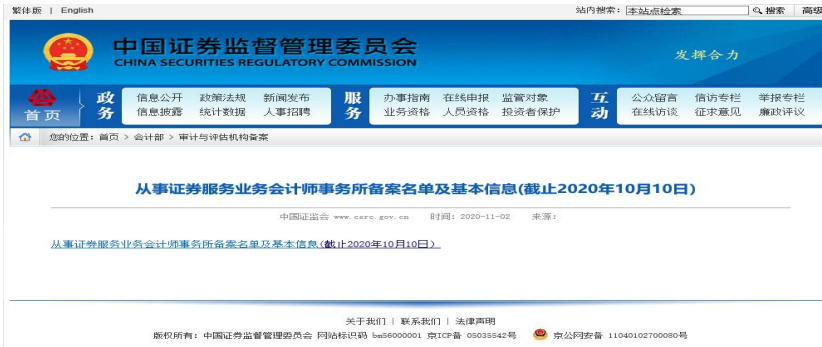 繁体版 | English 站内搜索: 本站点检索 搜索 高级
中国证券监督管理委员会
CHINA SECURITIES REGULATORY COMMISSION
发挥合力
首页
政务
信息公开 政策法规 新闻发布
信息披露 统计数据 人事招聘
服务
办事指南 在线申报 监管对象
业务资格 人员资格 投资者保护
互动
公众留言 信访专栏 举报专栏
在线访谈 征求意见 廉政评议
您的位置: 首页 > 会计部 > 审计与评估机构备案
从事证券服务业务会计师事务所备案名单及基本信息(截止2020年10月10日)
中国证监会 www.csrc.gov.cn 时间: 2020-11-02 来源:
从事证券服务业务会计师事务所备案名单及基本信息(截止2020年10月10日)
关于我们 | 联系我们 | 法律声明
版权所有: 中国证券监督管理委员会 网站标识码 bm56000001 京ICP备 05035542号 京公网安备 11040102700080号